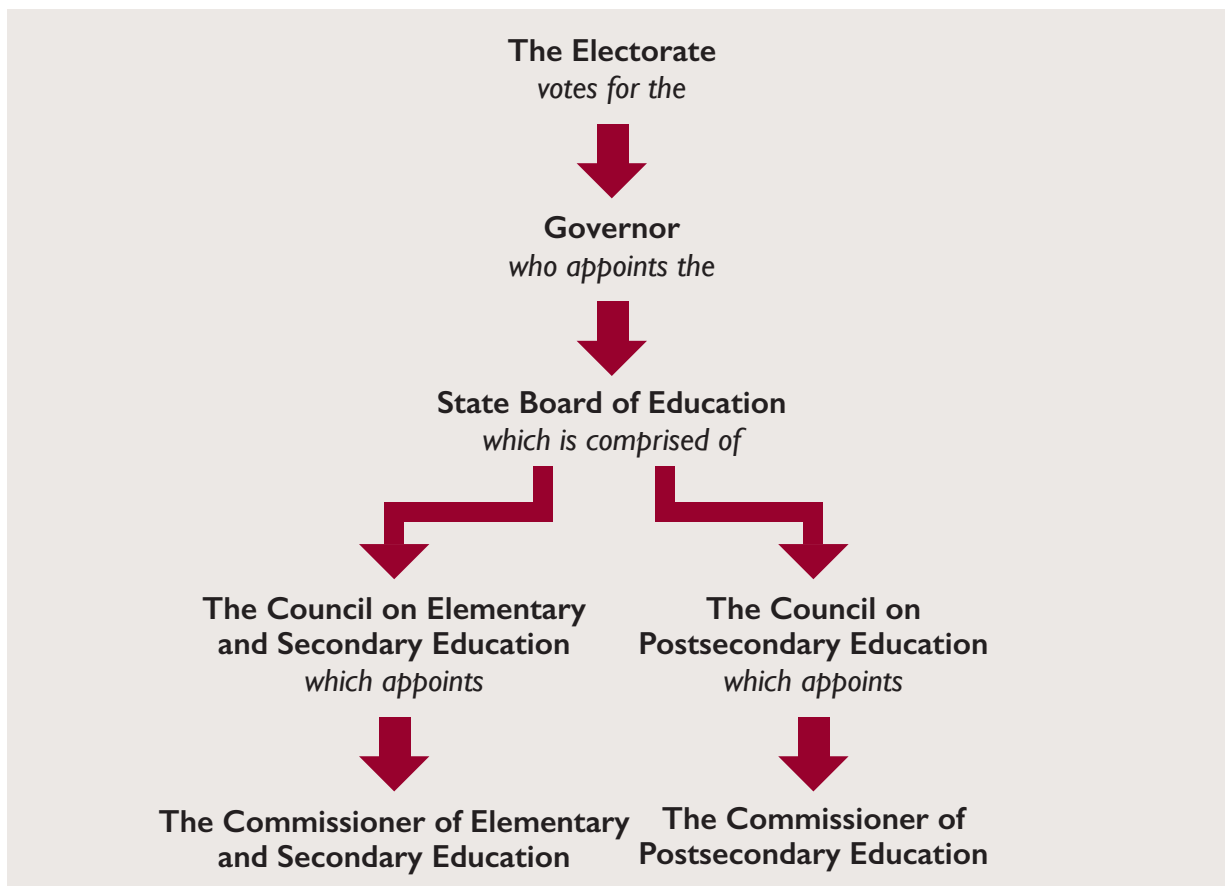 The Electorate
votes for the
Governor
who appoints the
State Board of Education
which is comprised of
The Council on Elementary
and Secondary Education
which appoints
The Council on
Postsecondary Education
which appoints
The Commissioner of Elementary
and Secondary Education
The Commissioner of
Postsecondary Education